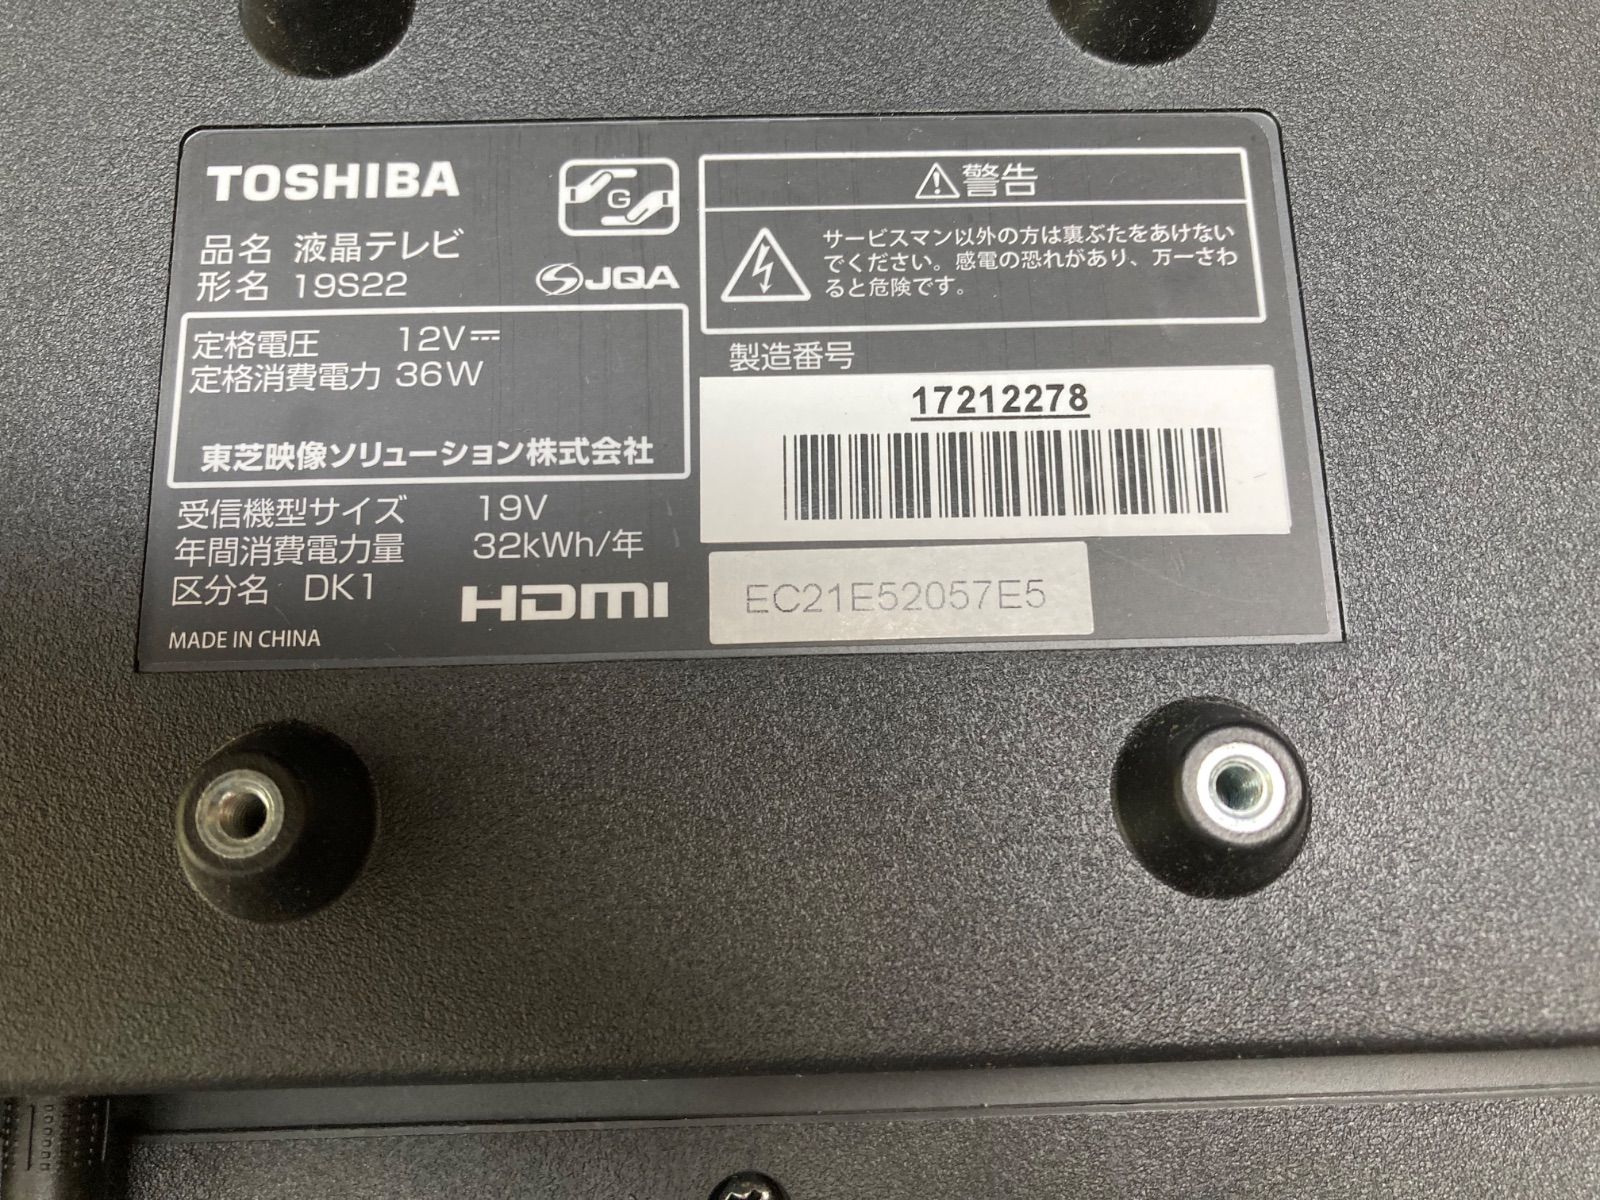 TOSHIBA
品名 液晶テレビ
形名 19S22
G
JQA
定格電圧 12V⎓
定格消費電力 36W
東芝映像ソリューション株式会社
受信機型サイズ 19V
年間消費電力量 32kWh/年
区分名 DK1
HDMI
MADE IN CHINA
⚠警告
サービスマン以外の方は裏ぶたをあけない
でください。感電の恐れがあり、万一さわ
ると危険です。
製造番号
17212278
EC21E52057E5